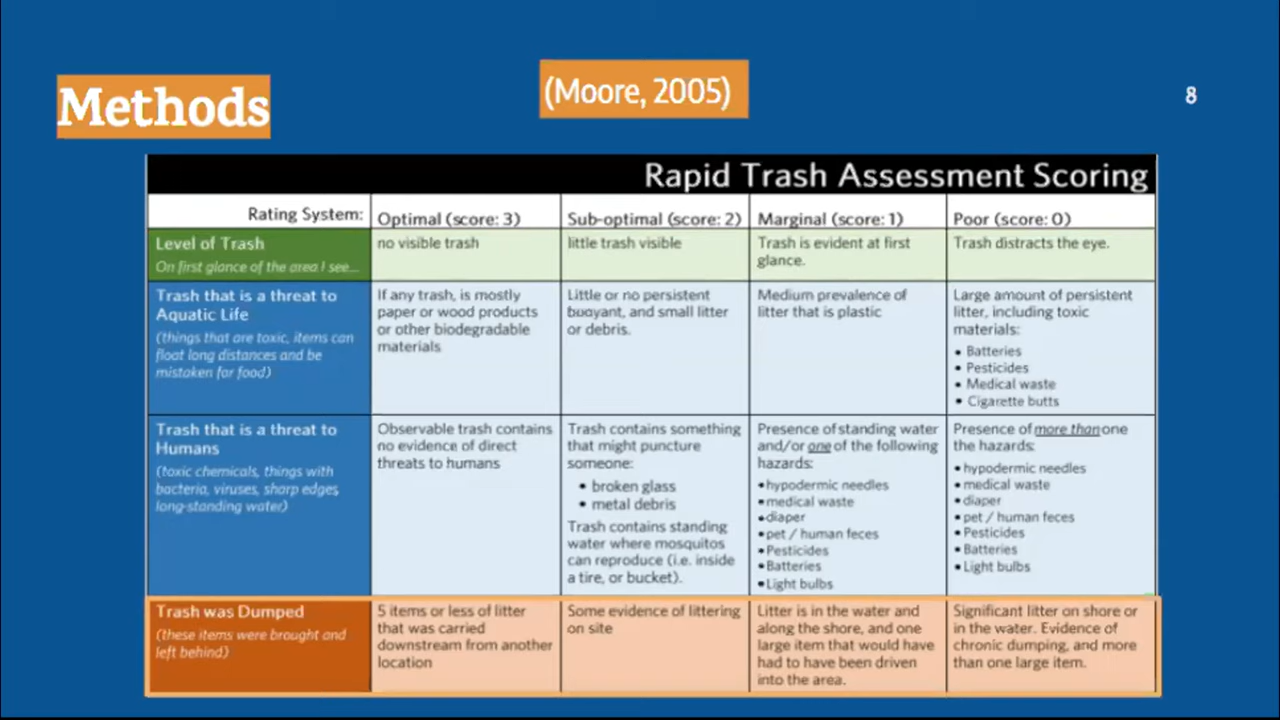 Methods
(Moore, 2005)
8
Rapid Trash Assessment Scoring
Rating System:
Optimal (score: 3)
Sub-optimal (score: 2)
Marginal (score: 1)
Poor (score: 0)
Level of Trash
On first glance of the area I see...
no visible trash
little trash visible
Trash is evident at first
glance.
Trash distracts the eye.
Trash that is a threat to
Aquatic Life
(things that are toxic, items can
float long distances and be
mistaken for food)
If any trash, is mostly
paper or wood products
or other biodegradable
materials
Little or no persistent
buoyant, and small litter
or debris.
Medium prevalence of
litter that is plastic
Large amount of persistent
litter, including toxic
materials:
• Batteries
• Pesticides
• Medical waste
• Cigarette butts
Trash that is a threat to
Humans
(toxic chemicals, things with
bacteria, viruses, sharp edges,
long-standing water)
Observable trash contains
no evidence of direct
threats to humans
Trash contains something
that might puncture
someone:
• broken glass
• metal debris
Trash contains standing
water where mosquitos
can reproduce (i.e. inside
a tire, or bucket).
Presence of standing water
and/or one of the following
hazards:
•hypodermic needles
•medical waste
•diaper
•pet / human feces
•Pesticides
•Batteries
•Light bulbs
Presence of more than one
the hazards:
• hypodermic needles
• medical waste
• diaper
• pet / human feces
• Pesticides
• Batteries
• Light bulbs
Trash was Dumped
(these items were brought and
left behind)
5 items or less of litter
that was carried
downstream from another
location
Some evidence of littering
on site
Litter is in the water and
along the shore, and one
large item that would have
had to have been driven
into the area.
Significant litter on shore or
in the water. Evidence of
chronic dumping, and more
than one large item.